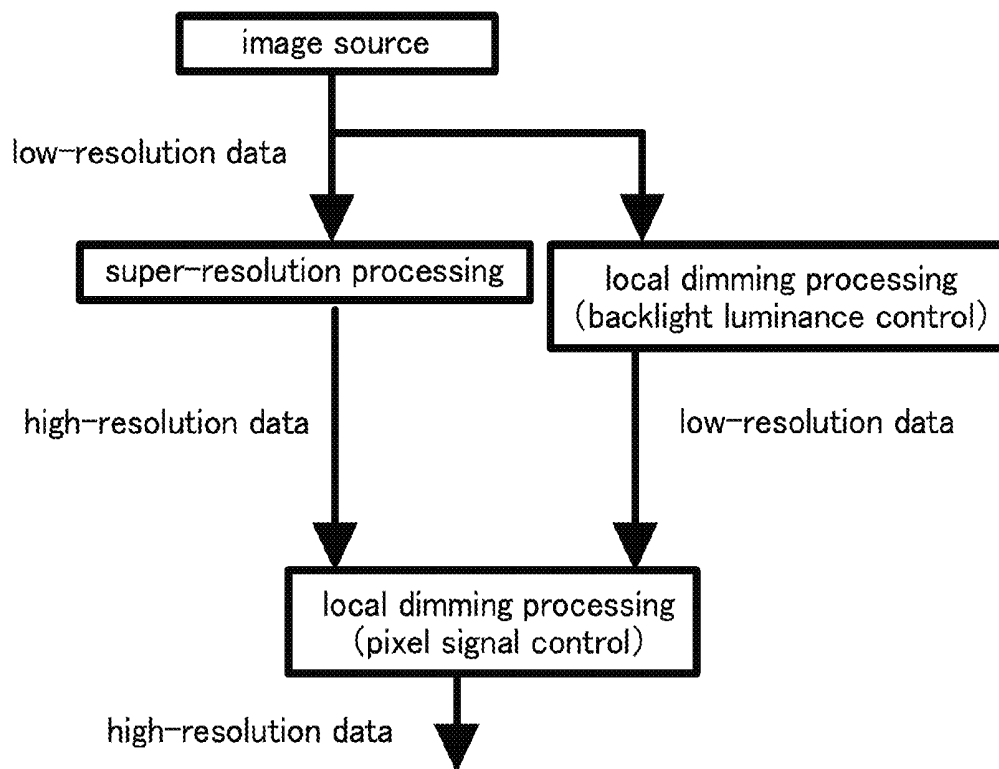 image source
low-resolution data
super-resolution processing
local dimming processing
(backlight luminance control)
high-resolution data
low-resolution data
local dimming processing
(pixel signal control)
high-resolution data